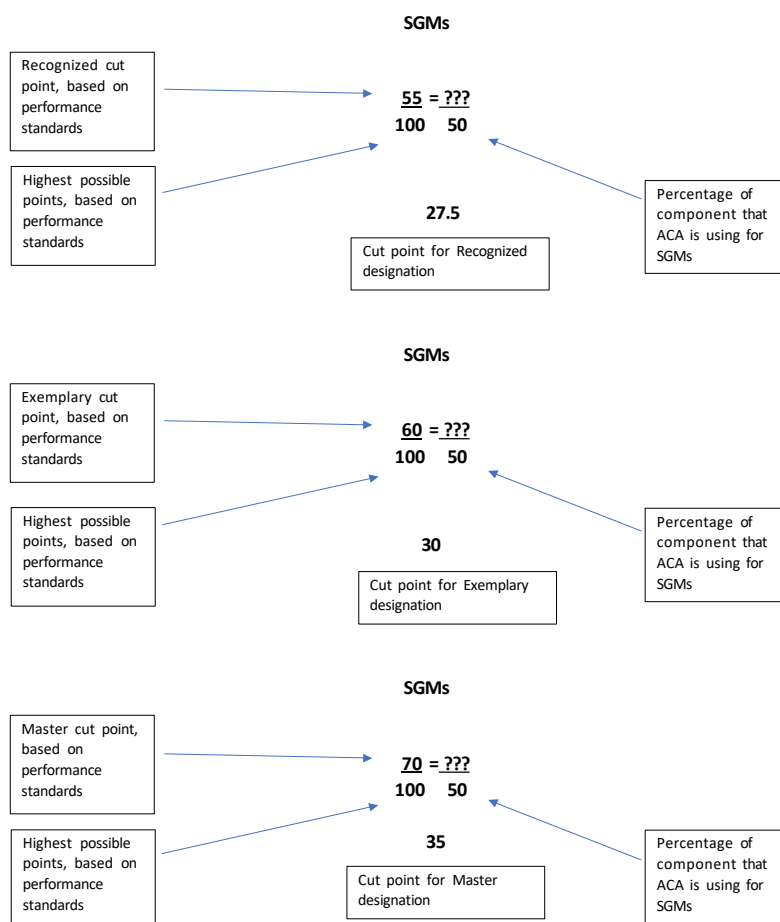 SGMs
Recognized cut
point, based on
performance
standards
55 = ???
100 50
Highest possible
points, based on
performance
standards
Percentage of
component that
ACA is using for
SGMs
27.5
Cut point for Recognized
designation
SGMs
Exemplary cut
point, based on
performance
standards
60 = ???
100 50
Highest possible
points, based on
performance
standards
Percentage of
component that
ACA is using for
SGMs
30
Cut point for Exemplary
designation
SGMs
Master cut point,
based on
performance
standards
70 = ???
100 50
Highest possible
points, based on
performance
standards
Percentage of
component that
ACA is using for
SGMs
35
Cut point for Master
designation